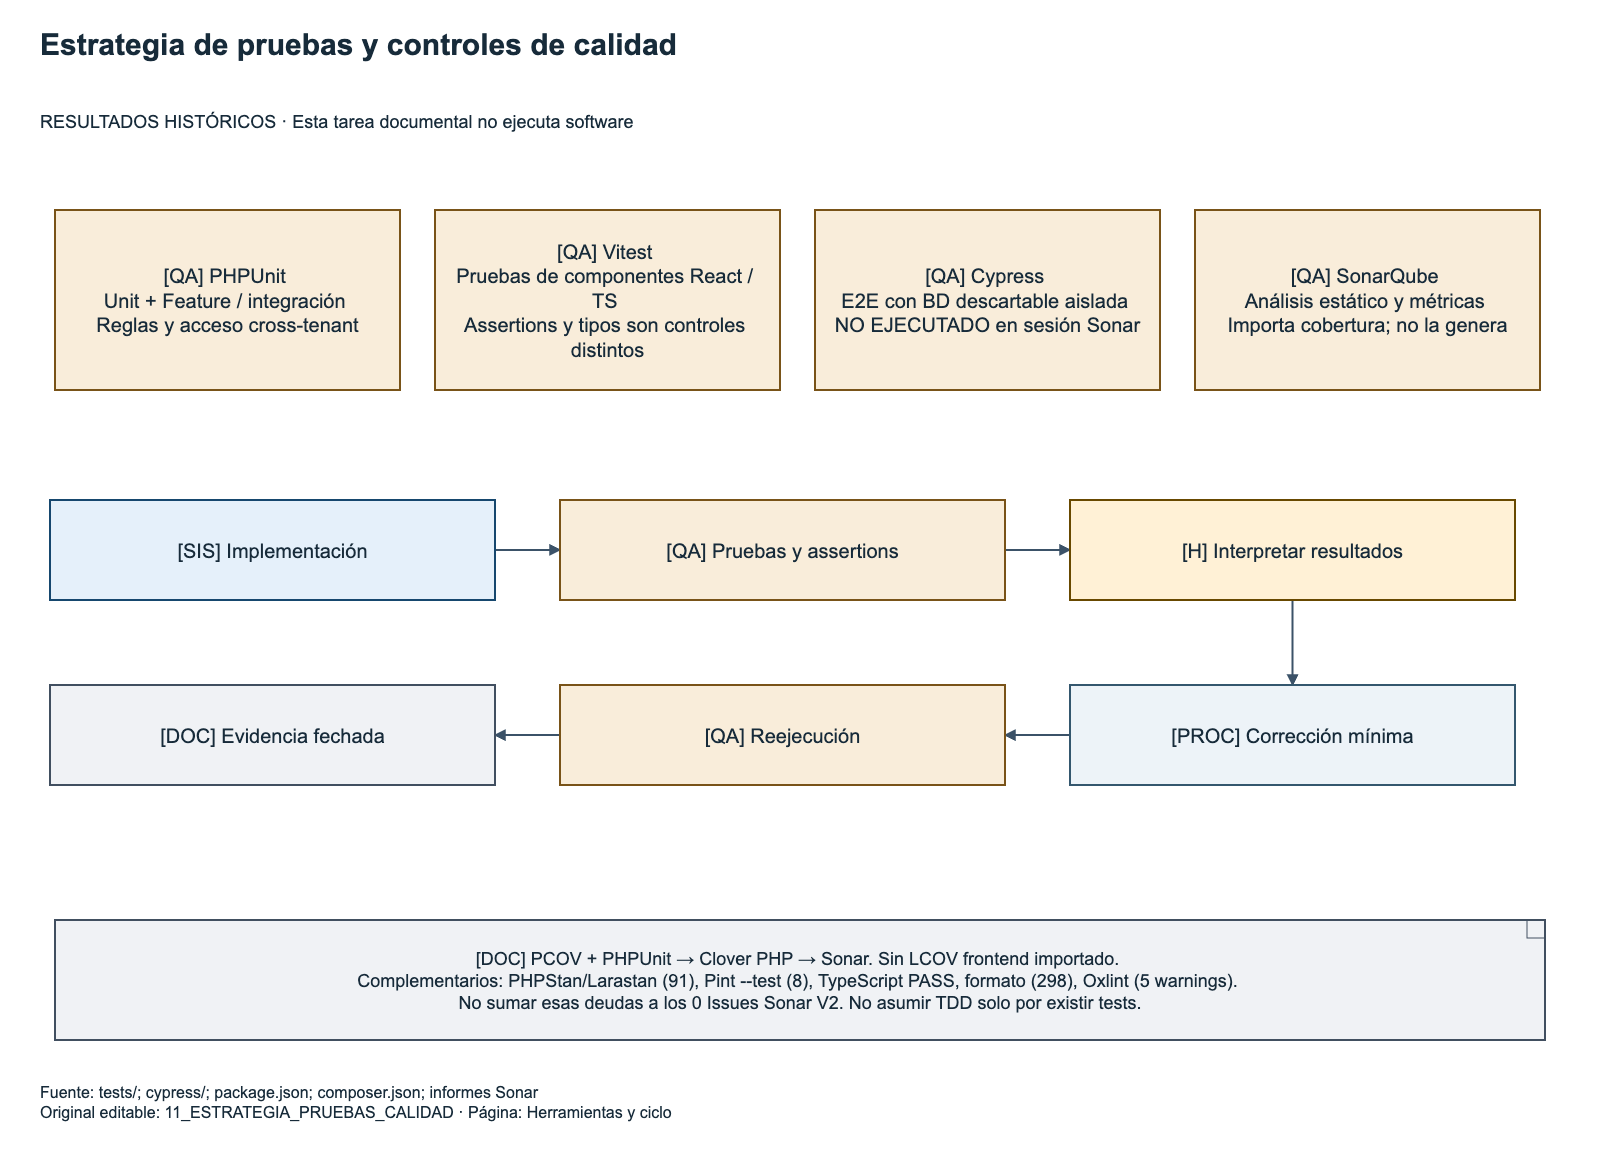 Estrategia de pruebas y controles de calidad
RESULTADOS HISTÓRICOS · Esta tarea documental no ejecuta software
[QA] PHPUnit
Unit + Feature / integración
Reglas y acceso cross-tenant
[QA] Vitest
Pruebas de componentes React /
TS
Assertions y tipos son controles
distintos
[QA] Cypress
E2E con BD descartable aislada
NO EJECUTADO en sesión Sonar
[QA] SonarQube
Análisis estático y métricas
Importa cobertura; no la genera
[SIS] Implementación
[QA] Pruebas y assertions
[H] Interpretar resultados
[DOC] Evidencia fechada
[QA] Reejecución
[PROC] Corrección mínima
[DOC] PCOV + PHPUnit → Clover PHP → Sonar. Sin LCOV frontend importado.
Complementarios: PHPStan/Larastan (91), Pint --test (8), TypeScript PASS, formato (298), Oxlint (5 warnings).
No sumar esas deudas a los 0 Issues Sonar V2. No asumir TDD solo por existir tests.
Fuente: tests/; cypress/; package.json; composer.json; informes Sonar
Original editable: 11_ESTRATEGIA_PRUEBAS_CALIDAD · Página: Herramientas y ciclo